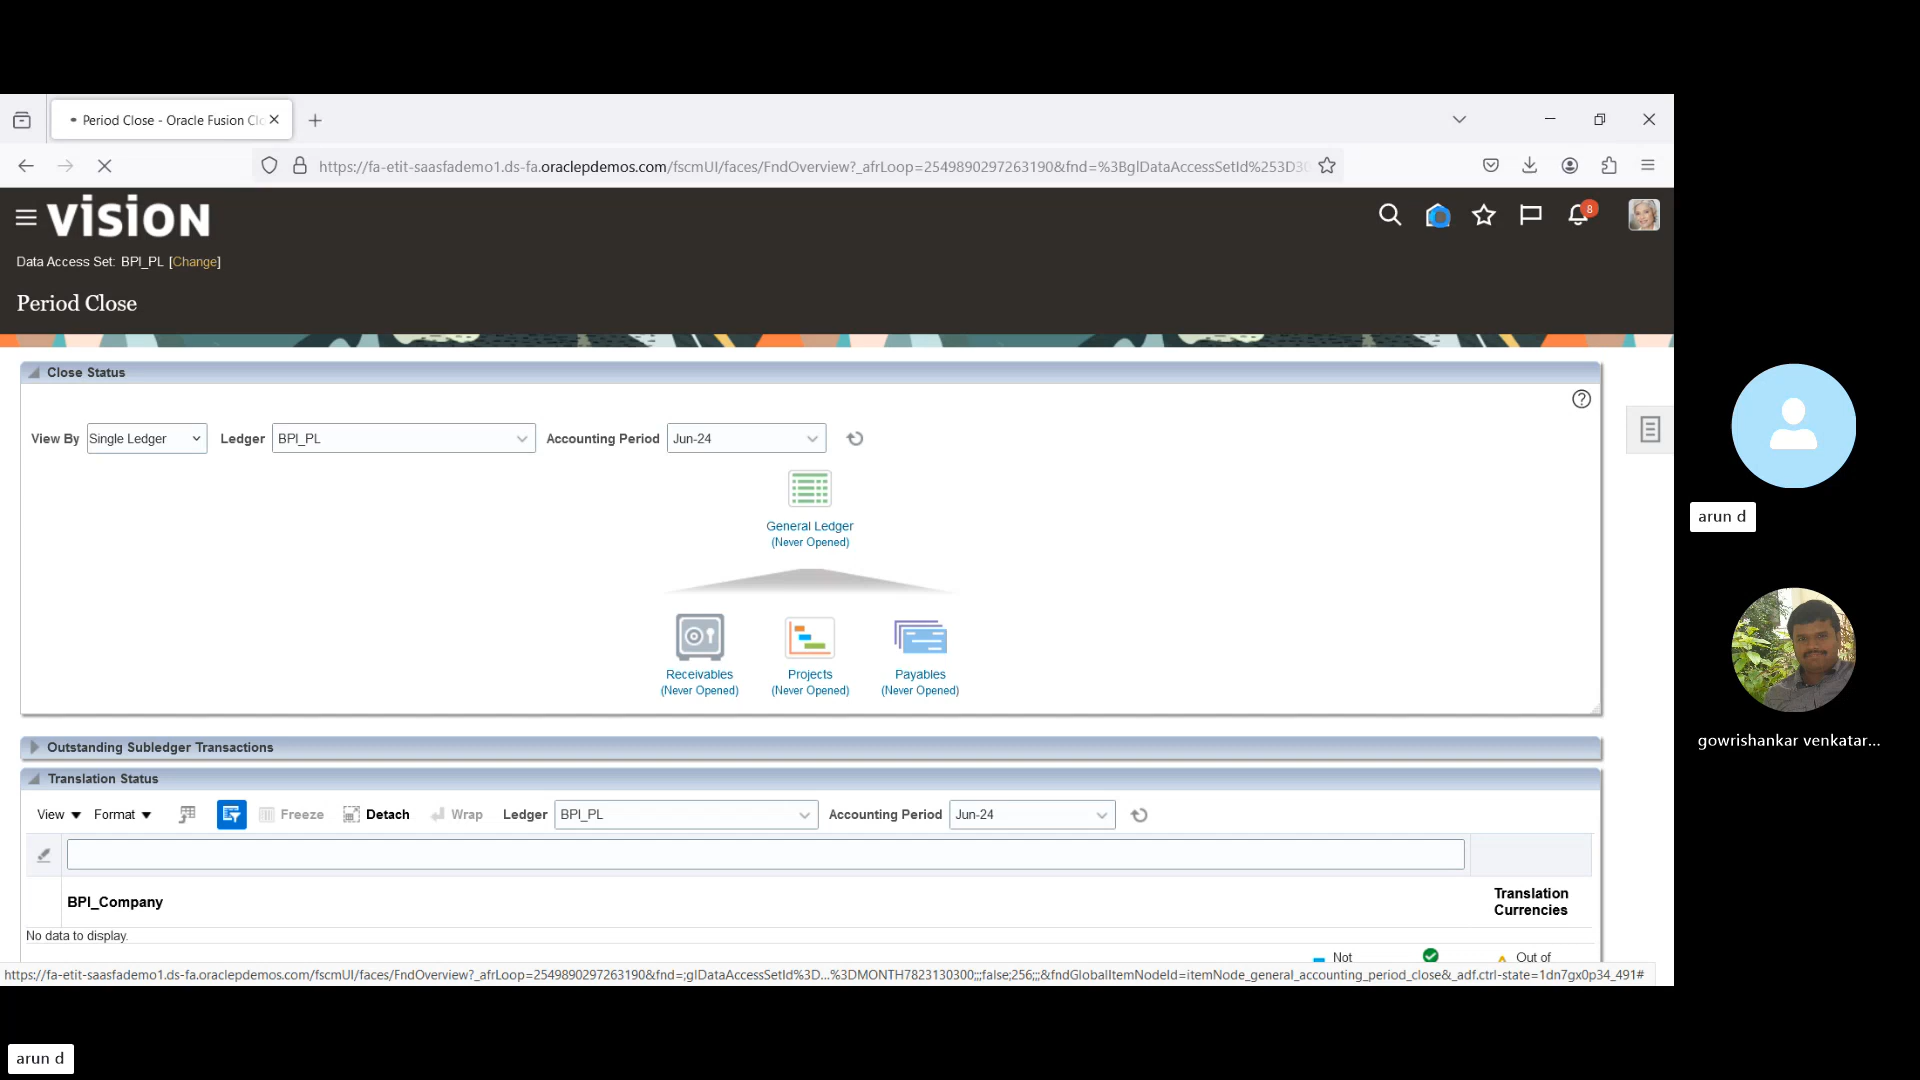 Period Close - Oracle Fusion Clo
https://fa-etit-saasfademo1.ds-fa.oraclepdemos.com/fscmUI/faces/FndOverview?_afrLoop=2549890297263190&fnd=%3BglDataAccessSetId%253D30
vision
8
Data Access Set: BPI_PL [Change]
Period Close
Close Status
View By Single Ledger Ledger BPI_PL Accounting Period Jun-24
General Ledger
(Never Opened)
Receivables Projects Payables
(Never Opened) (Never Opened) (Never Opened)
Outstanding Subledger Transactions
Translation Status
View Format Freeze Detach Wrap Ledger BPI_PL Accounting Period Jun-24
BPI_Company Translation
Currencies
No data to display.
Not Out of
https://fa-etit-saasfademo1.ds-fa.oraclepdemos.com/fscmUI/faces/FndOverview?_afrLoop=2549890297263190&fnd=;glDataAccessSetId%3D...%3DMONTH7823130300;;;false;256;;;&fndGlobalItemNodeId=itemNode_general_accounting_period_close&_adf.ctrl-state=1dn7gx0p34_491#
arun d
gowrishankar venkatar...
arun d